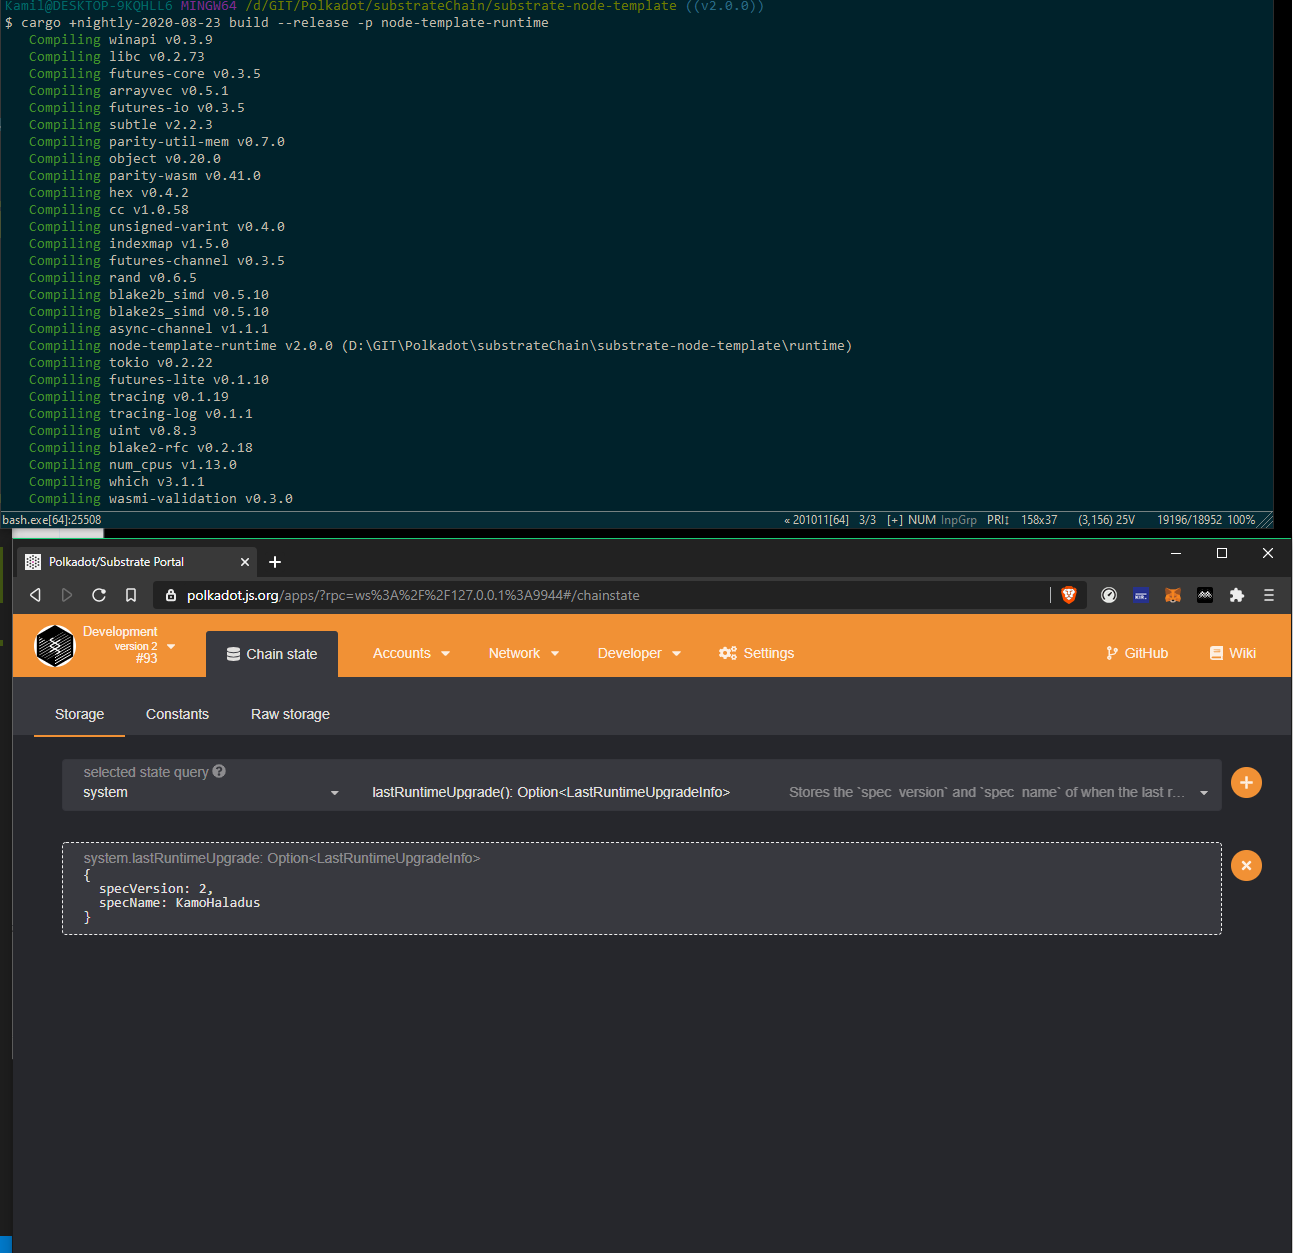 Kamil@DESKTOP-9KQHLL6 MINGW64 /d/GIT/Polkadot/substrateChain/substrate-node-template ((v2.0.0))
$ cargo +nightly-2020-08-23 build --release -p node-template-runtime
Compiling winapi v0.3.9
Compiling libc v0.2.73
Compiling futures-core v0.3.5
Compiling arrayvec v0.5.1
Compiling futures-io v0.3.5
Compiling subtle v2.2.3
Compiling parity-util-mem v0.7.0
Compiling object v0.20.0
Compiling parity-wasm v0.41.0
Compiling hex v0.4.2
Compiling cc v1.0.58
Compiling unsigned-varint v0.4.0
Compiling indexmap v1.5.0
Compiling futures-channel v0.3.5
Compiling rand v0.6.5
Compiling blake2b_simd v0.5.10
Compiling blake2s_simd v0.5.10
Compiling async-channel v1.1.1
Compiling node-template-runtime v2.0.0 (D:\GIT\Polkadot\substrateChain\substrate-node-template\runtime)
Compiling tokio v0.2.22
Compiling futures-lite v0.1.10
Compiling tracing v0.1.19
Compiling tracing-log v0.1.1
Compiling uint v0.8.3
Compiling blake2-rfc v0.2.18
Compiling num_cpus v1.13.0
Compiling which v3.1.1
Compiling wasmi-validation v0.3.0
bash.exe[64]:25508 « 201011[64] 3/3 [+] NUM InpGrp PRI↕ 158x37 (3,156) 25V 19196/18952 100%
Polkadot/Substrate Portal
polkadot.js.org/apps/?rpc=ws%3A%2F%2F127.0.0.1%3A9944#/chainstate
Development
version 2
#93
Chain state Accounts Network Developer Settings GitHub Wiki
Storage Constants Raw storage
selected state query
system lastRuntimeUpgrade(): Option<LastRuntimeUpgradeInfo> Stores the `spec_version` and `spec_name` of when the last r...
system.lastRuntimeUpgrade: Option<LastRuntimeUpgradeInfo>
{
specVersion: 2,
specName: KamoHaladus
}